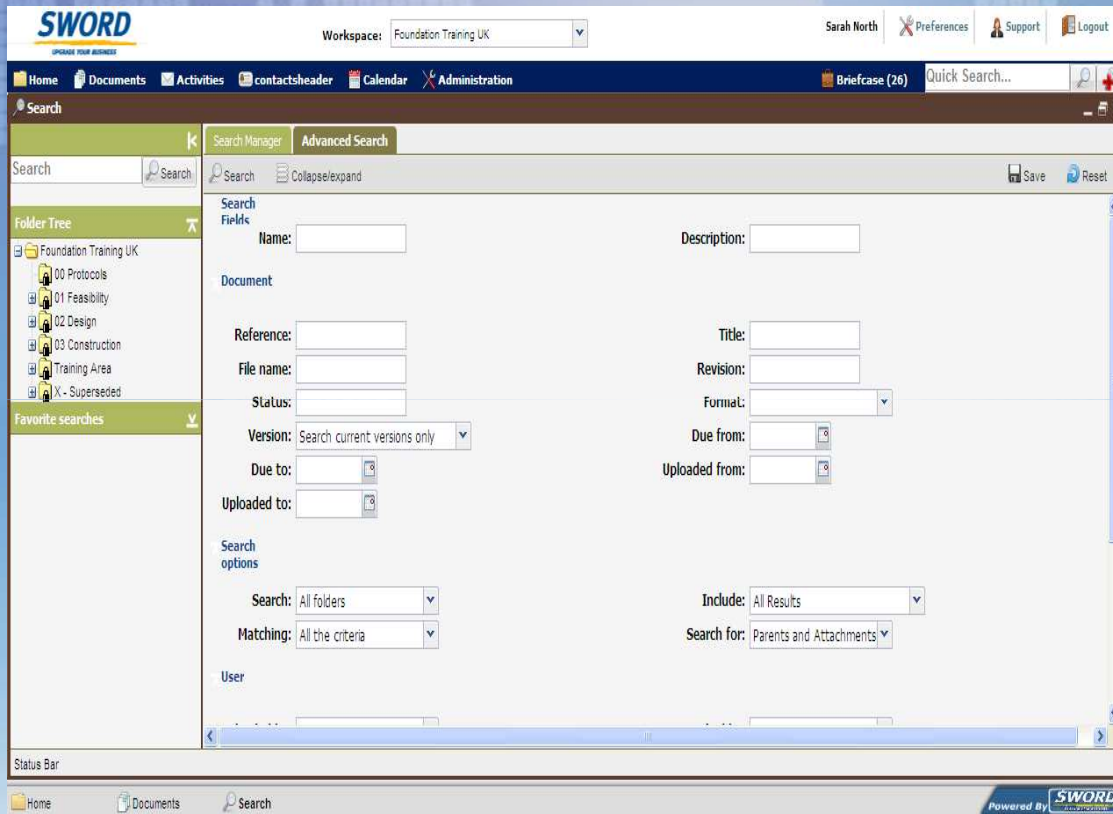 SWORD
UPGRADE YOUR BUSINESS
Workspace: Foundation Training UK
Sarah North Preferences Support Logout
Home Documents Activities contactsheader Calendar Administration Briefcase (26) Quick Search...
Search
Search Manager Advanced Search
Search Search
Search Collapse/expand Save Reset
Folder Tree
Foundation Training UK
00 Protocols
01 Feasibility
02 Design
03 Construction
Training Area
X - Superseded
Favorite searches
Search
Fields
Name: Description:
Document
Reference: Title:
File name: Revision:
Status: Format:
Version: Search current versions only Due from:
Due to: Uploaded from:
Uploaded to:
Search
options
Search: All folders Include: All Results
Matching: All the criteria Search for: Parents and Attachments
User
Status Bar
Home Documents Search
Powered By SWORD